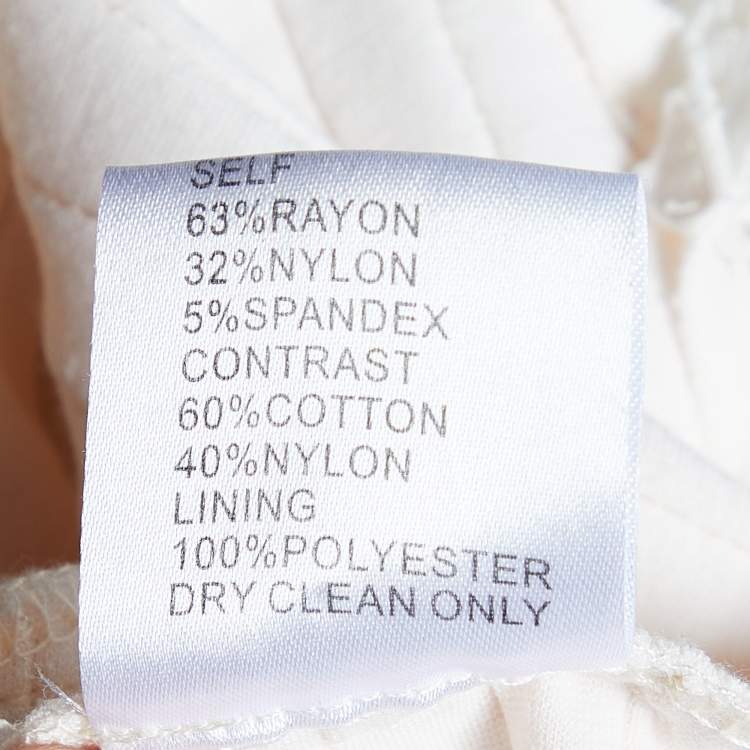 SELF
63%RAYON
32%NYLON
5%SPANDEX
CONTRAST
60%COTTON
40%NYLON
LINING
100%POLYESTER
DRY CLEAN ONLY